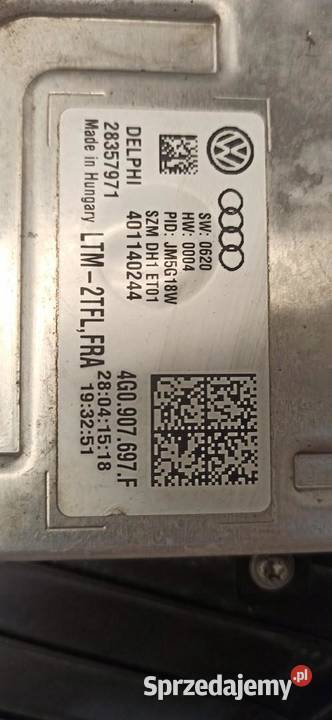 SW: 0620
HW: 0004
PID: JM5G18W
SZM DH1 ET01
401140244
DELPHI
28357971
Made in Hungary
LTM-2TFL,FRA
4G0.907.697.F
28:04:15:18
19:32:51
Sprzedajemy.pl